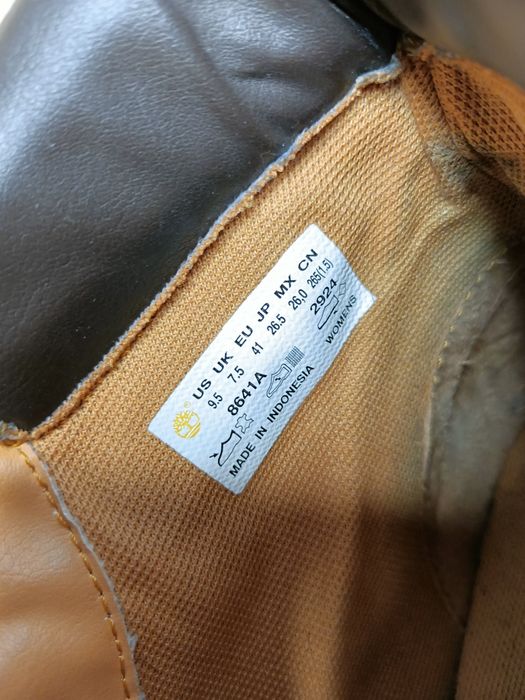 US UK EU JP MX CN
9.5 7.5 41 26.5 26,0 265(1.5)
8641A 2924
MADE IN INDONESIA WOMENS